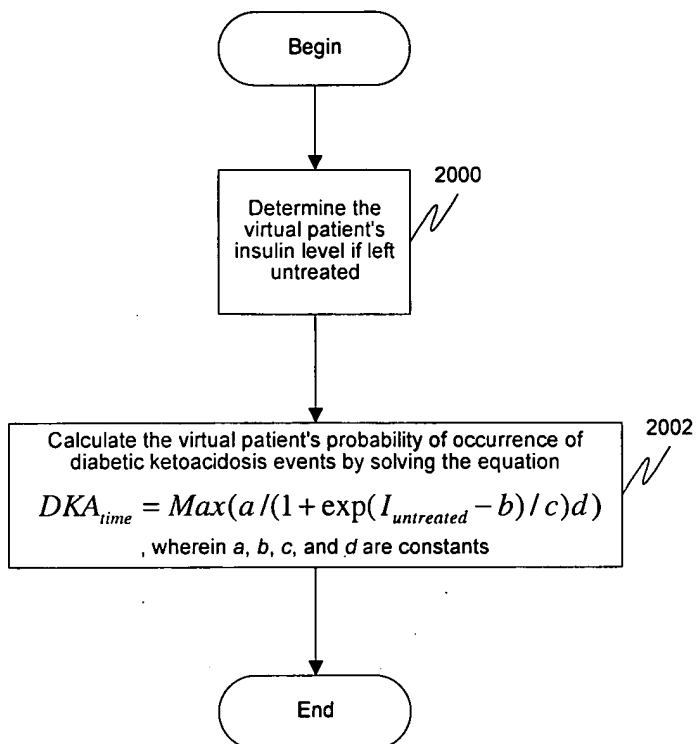 Begin
2000
Determine the
virtual patient's
insulin level if left
untreated
2002
Calculate the virtual patient's probability of occurrence of
diabetic ketoacidosis events by solving the equation
DKA_time = Max(a/(1+exp(I_untreated − b)/c)d)
, wherein a, b, c, and d are constants
End